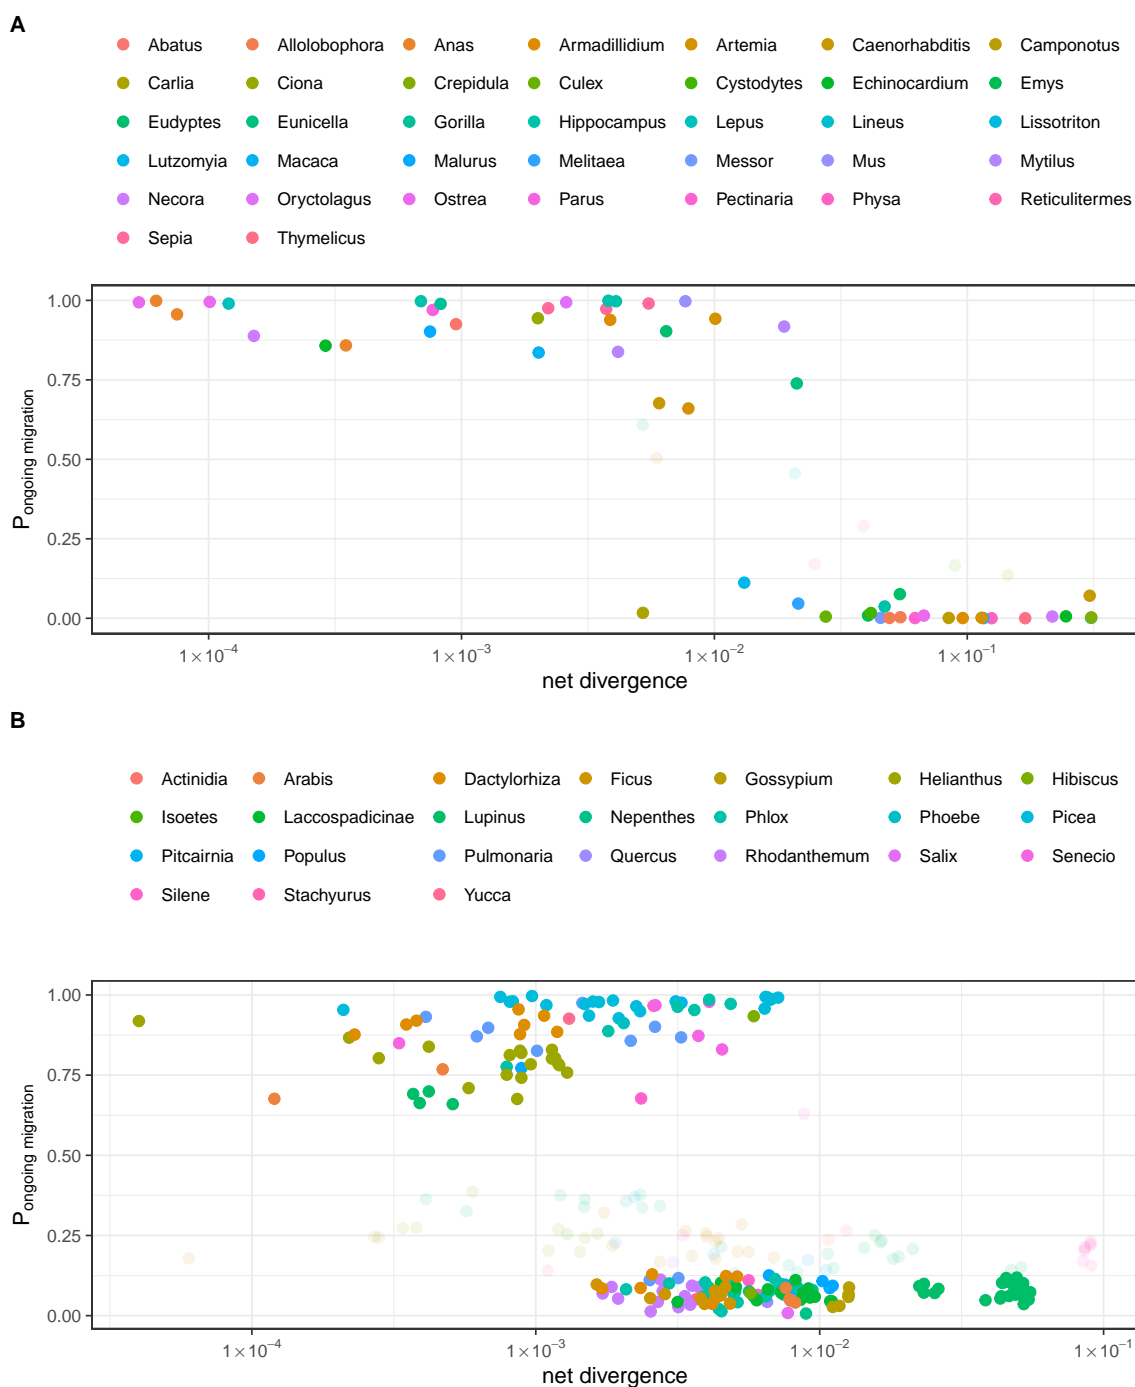 A
Abatus Allolobophora Anas Armadillidium Artemia Caenorhabditis Camponotus
Carlia Ciona Crepidula Culex Cystodytes Echinocardium Emys
Eudyptes Eunicella Gorilla Hippocampus Lepus Lineus Lissotriton
Lutzomyia Macaca Malurus Melitaea Messor Mus Mytilus
Necora Oryctolagus Ostrea Parus Pectinaria Physa Reticulitermes
Sepia Thymelicus
1.00
0.75
0.50
0.25
0.00
P ongoing migration
1×10⁻⁴ 1×10⁻³ 1×10⁻² 1×10⁻¹
net divergence
B
Actinidia Arabis Dactylorhiza Ficus Gossypium Helianthus Hibiscus
Isoetes Laccospadicinae Lupinus Nepenthes Phlox Phoebe Picea
Pitcairnia Populus Pulmonaria Quercus Rhodanthemum Salix Senecio
Silene Stachyurus Yucca
1.00
0.75
0.50
0.25
0.00
P ongoing migration
1×10⁻⁴ 1×10⁻³ 1×10⁻² 1×10⁻¹
net divergence